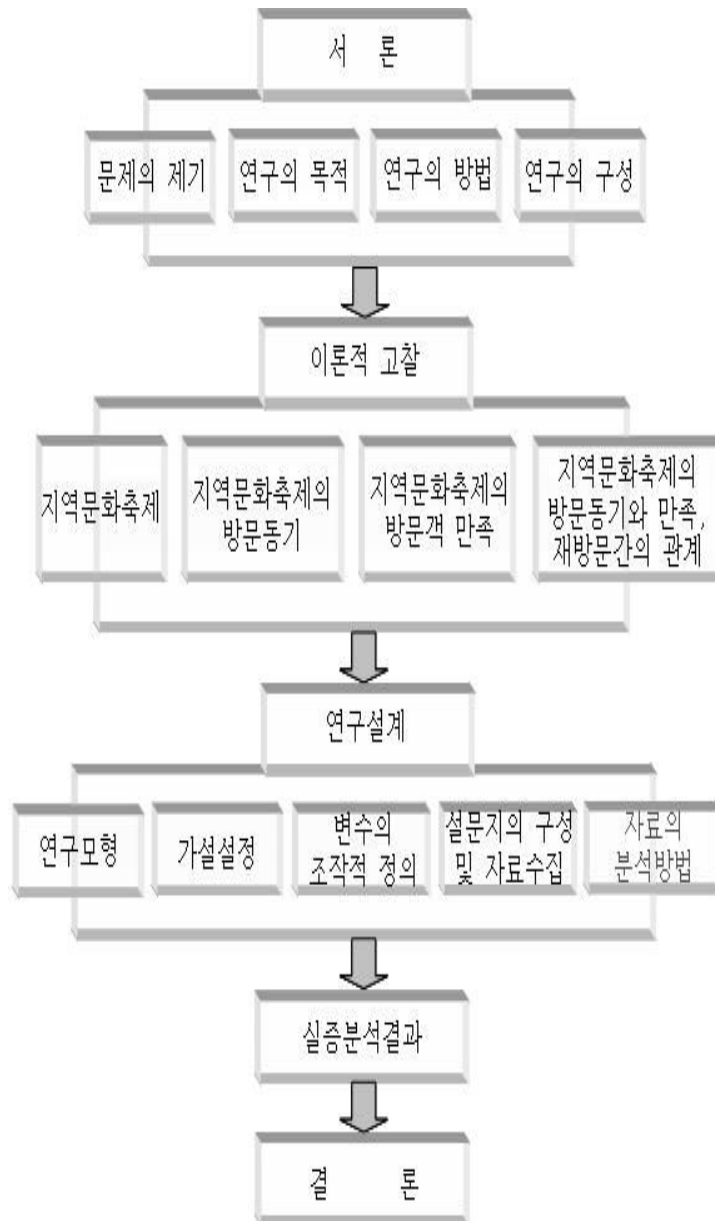 서 론
문제의 제기
연구의 목적
연구의 방법
연구의 구성
이론적 고찰
지역문화축제
지역문화축제의
방문동기
지역문화축제의
방문객 만족
지역문화축제의
방문동기와 만족,
재방문간의 관계
연구설계
연구모형
가설설정
변수의
조작적 정의
설문지의 구성
및 자료수집
자료의
분석방법
실증분석결과
결 론